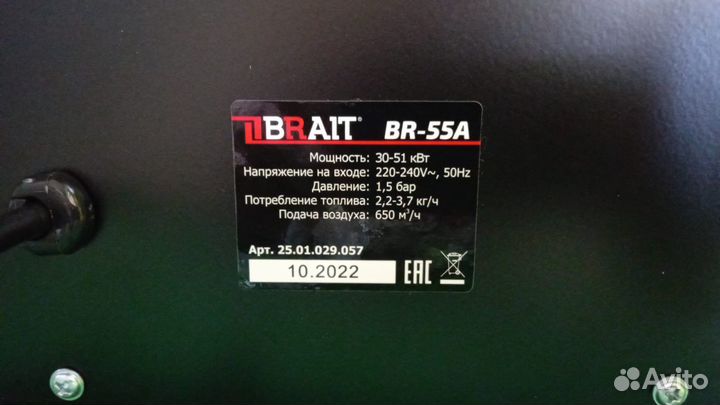 BRAIT® BR-55A
Мощность: 30-51 кВт
Напряжение на входе: 220-240V~, 50Hz
Давление: 1,5 бар
Потребление топлива: 2,2-3,7 кг/ч
Подача воздуха: 650 м³/ч
Арт. 25.01.029.057
10.2022 EAC
Avito